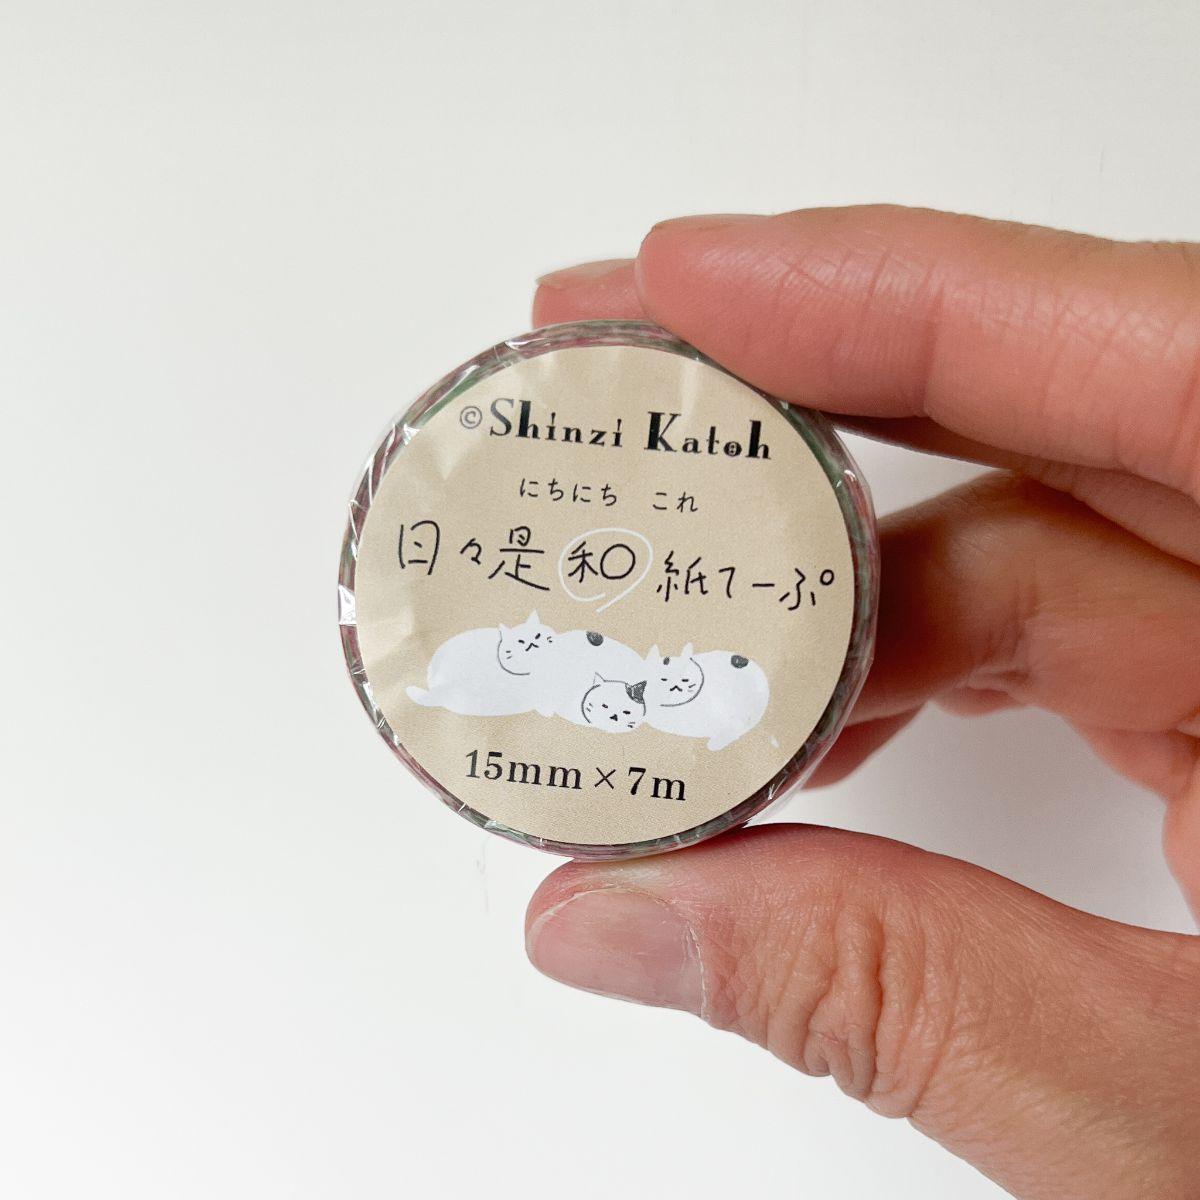 © Shinzi Katoh
にちにち これ
日々是和紙てーぷ
15mm×7m